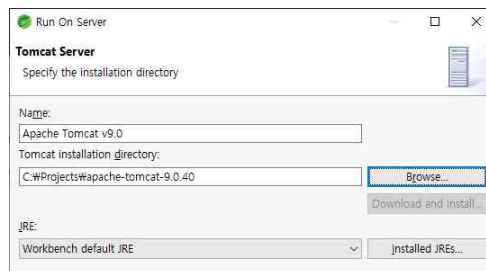 Run On Server
Tomcat Server
Specify the installation directory
Name:
Apache Tomcat v9.0
Tomcat installation directory:
C:₩Projects₩apache-tomcat-9.0.40
Browse...
Download and Install...
JRE:
Workbench default JRE
Installed JREs...